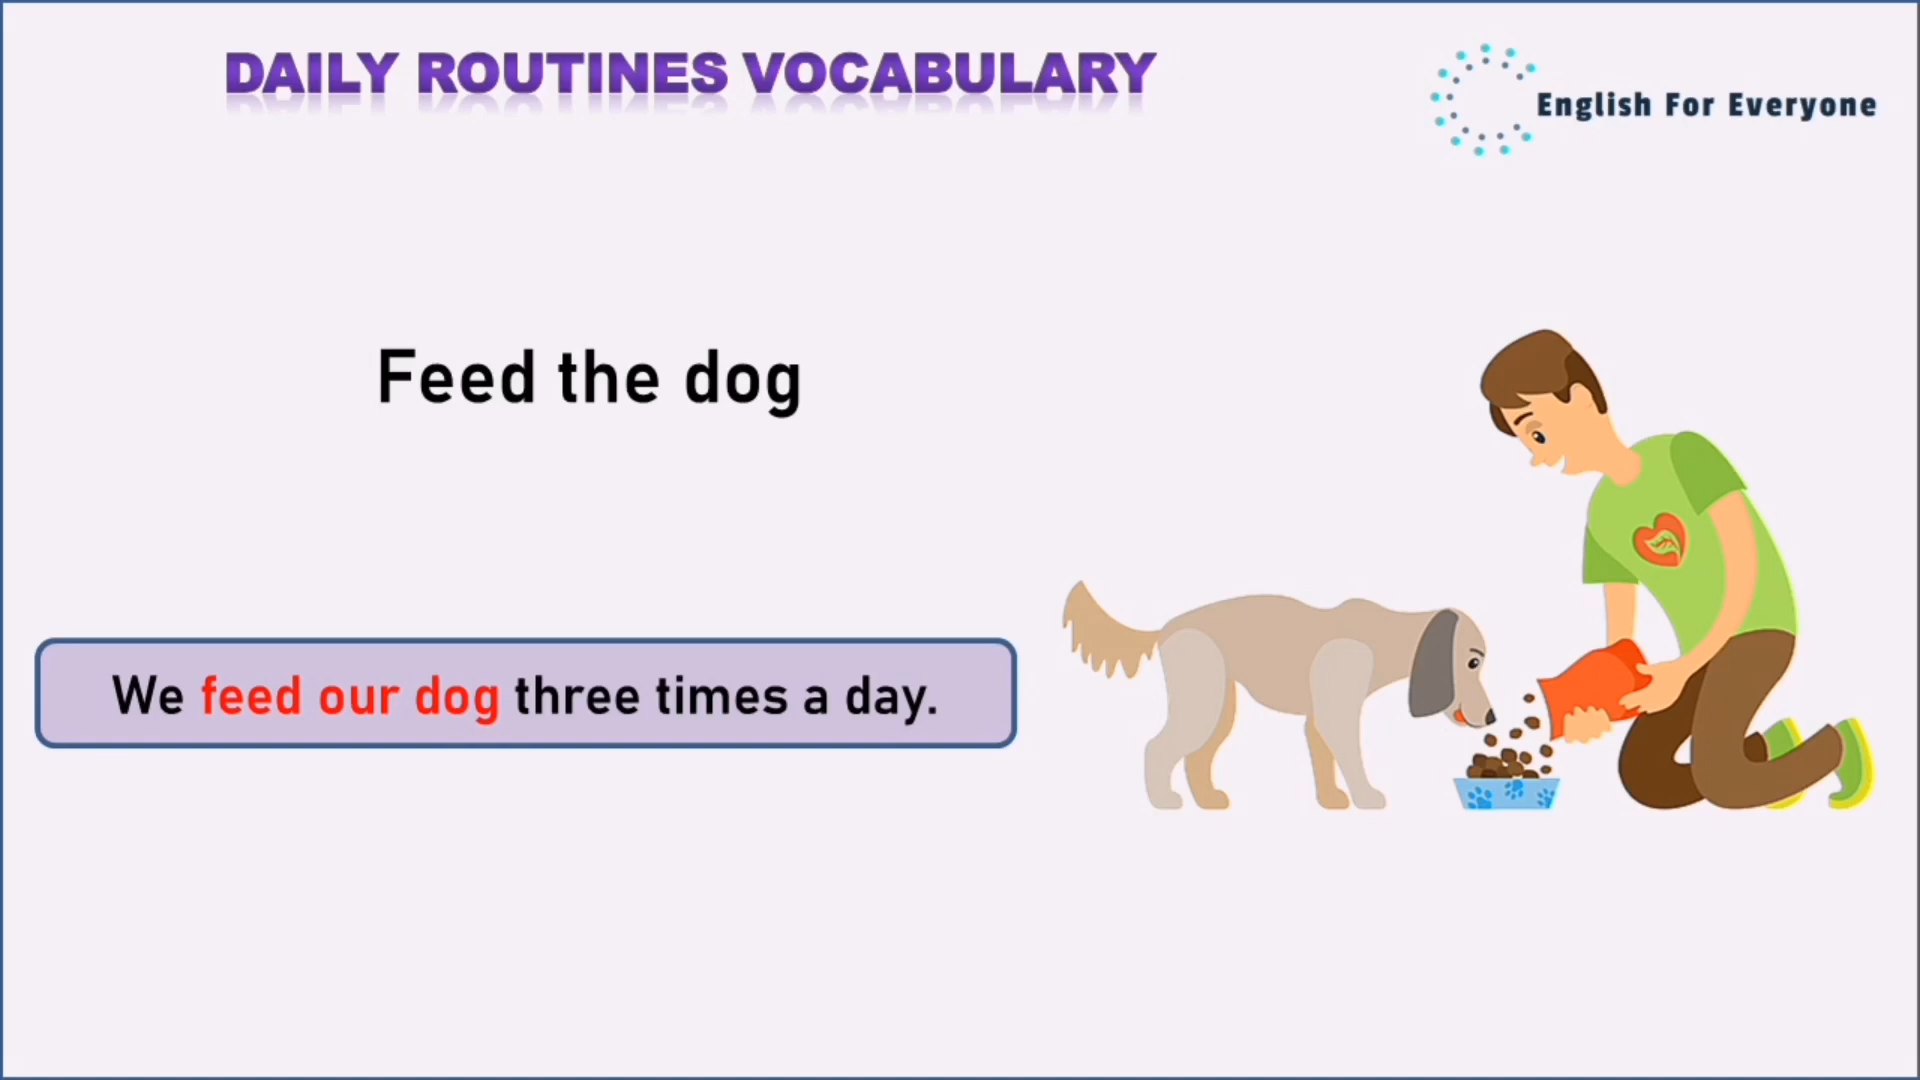 DAILY ROUTINES VOCABULARY
English For Everyone
Feed the dog
We feed our dog three times a day.